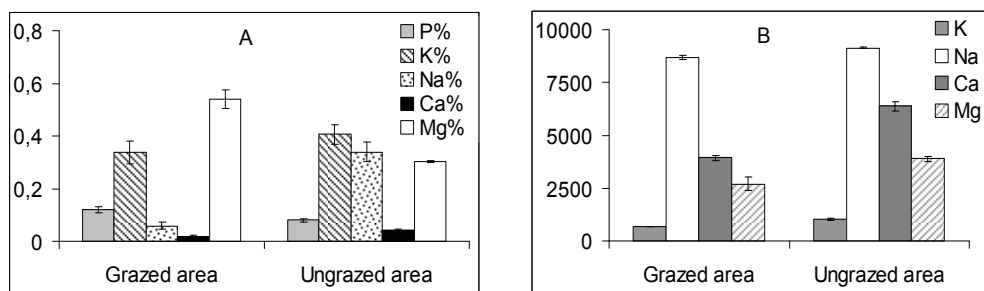 A
0,8
0,6
0,4
0,2
0
P%
K%
Na%
Ca%
Mg%
Grazed area
Ungrazed area
B
10000
7500
5000
2500
0
K
Na
Ca
Mg
Grazed area
Ungrazed area